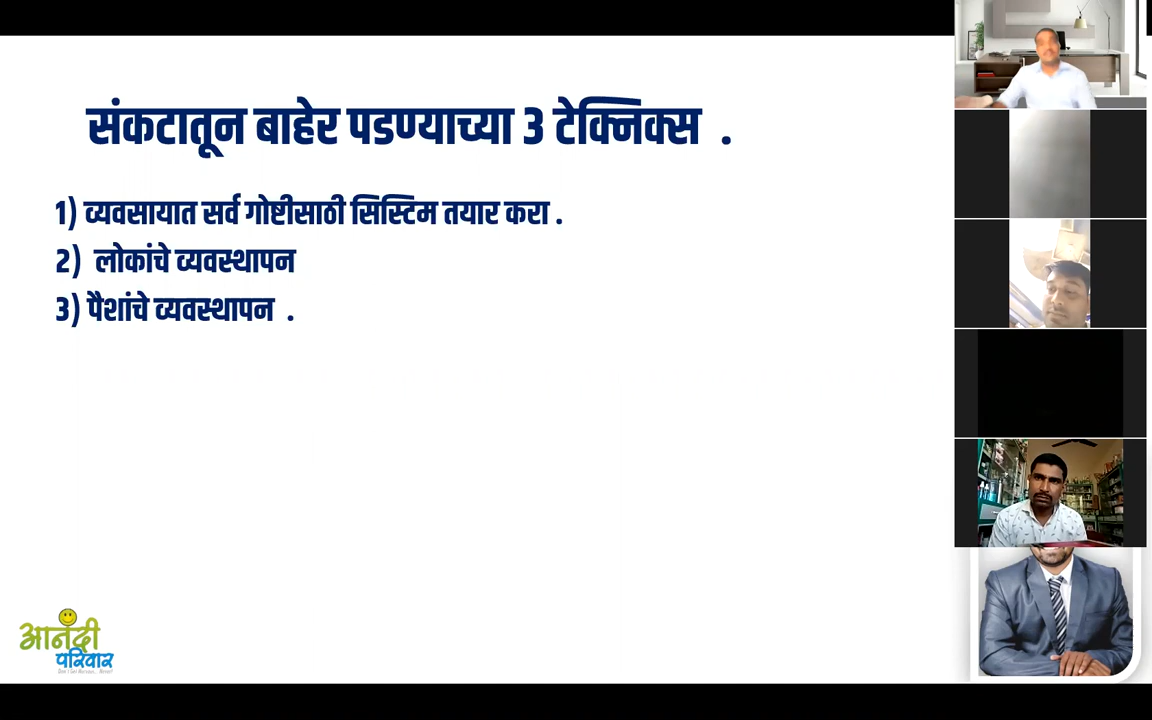 संकटातून बाहेर पडण्याच्या 3 टेक्निक्स .
1) व्यवसायात सर्व गोष्टीसाठी सिस्टिम तयार करा .
2) लोकांचे व्यवस्थापन
3) पैशांचे व्यवस्थापन .
आनंदी
परिवार